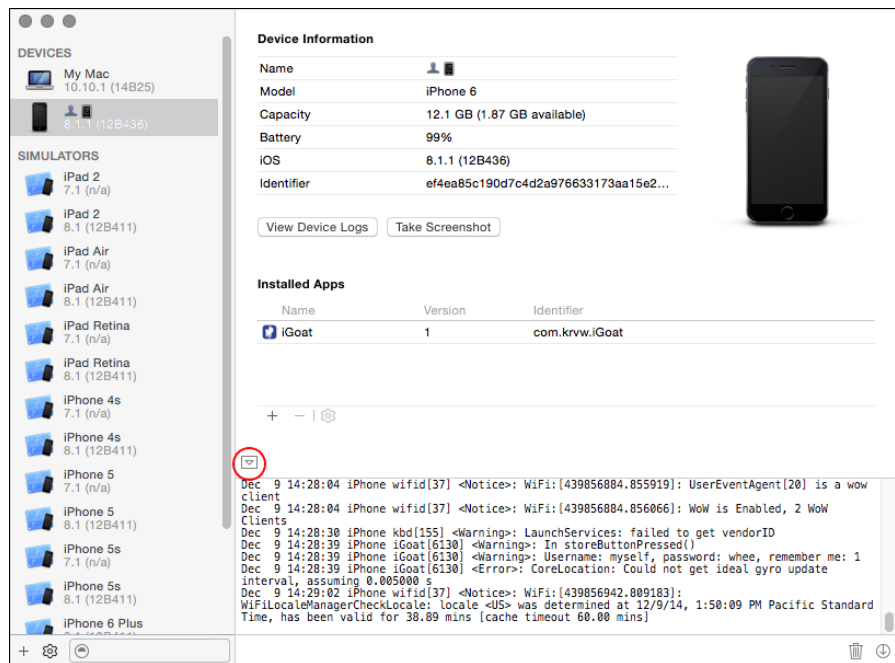 DEVICES
My Mac
10.10.1 (14B25)
8.1.1 (12B436)
SIMULATORS
iPad 2
7.1 (n/a)
iPad 2
8.1 (12B411)
iPad Air
7.1 (n/a)
iPad Air
8.1 (12B411)
iPad Retina
7.1 (n/a)
iPad Retina
8.1 (12B411)
iPhone 4s
7.1 (n/a)
iPhone 4s
8.1 (12B411)
iPhone 5
7.1 (n/a)
iPhone 5
8.1 (12B411)
iPhone 5s
7.1 (n/a)
iPhone 5s
8.1 (12B411)
iPhone 6 Plus
Device Information
Name
Model iPhone 6
Capacity 12.1 GB (1.87 GB available)
Battery 99%
iOS 8.1.1 (12B436)
Identifier ef4ea85c190d7c4d2a976633173aa15e2...
View Device Logs Take Screenshot
Installed Apps
Name Version Identifier
iGoat 1 com.krvw.iGoat
Dec 9 14:28:04 iPhone wifid[37] <Notice>: WiFi:[439856884.855919]: UserEventAgent[20] is a wow
client
Dec 9 14:28:04 iPhone wifid[37] <Notice>: WiFi:[439856884.856066]: WoW is Enabled, 2 WoW
Clients
Dec 9 14:28:30 iPhone kbd[155] <Warning>: LaunchServices: failed to get vendorID
Dec 9 14:28:39 iPhone iGoat[6130] <Warning>: In storeButtonPressed()
Dec 9 14:28:39 iPhone iGoat[6130] <Warning>: Username: myself, password: whee, remember me: 1
Dec 9 14:28:39 iPhone iGoat[6130] <Error>: CoreLocation: Could not get ideal gyro update
interval, assuming 0.005000 s
Dec 9 14:29:02 iPhone wifid[37] <Notice>: WiFi:[439856942.809183]:
WiFiLocaleManagerCheckLocale: locale <US> was determined at 12/9/14, 1:50:09 PM Pacific Standard
Time, has been valid for 38.89 mins [cache timeout 60.00 mins]